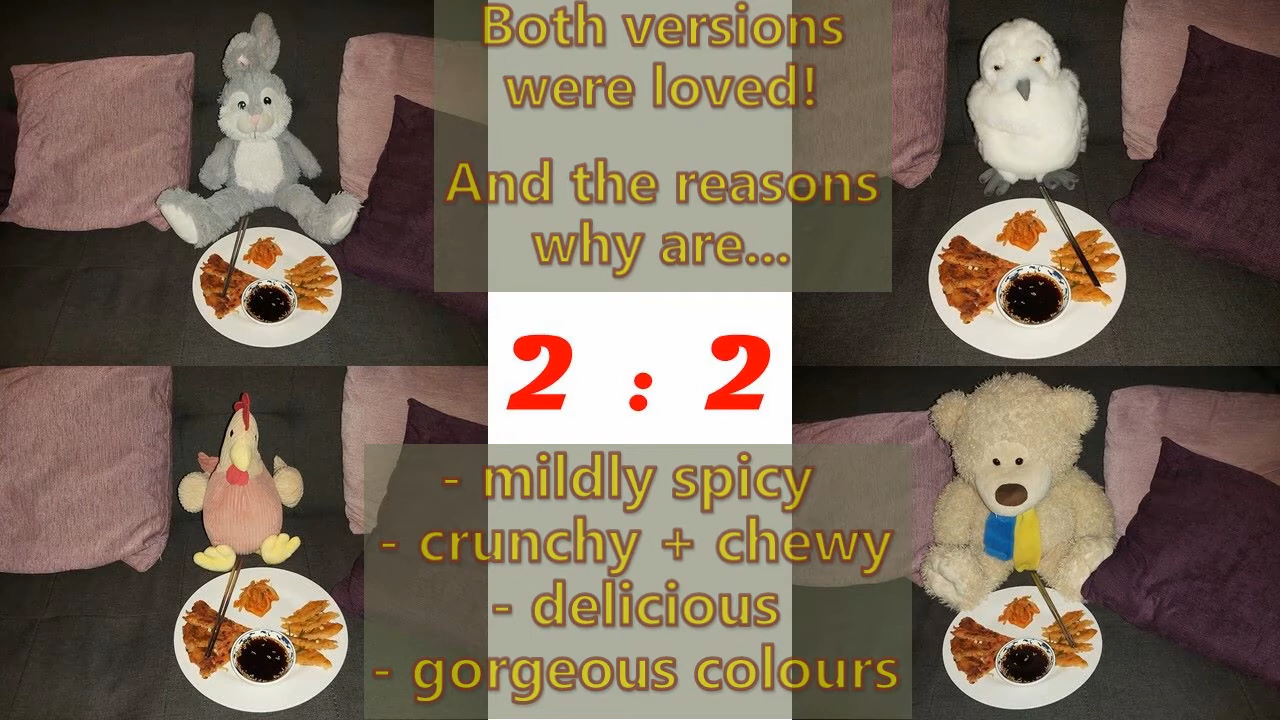 Both versions
were loved!
And the reasons
why are...
2 : 2
- mildly spicy
- crunchy + chewy
- delicious
- gorgeous colours